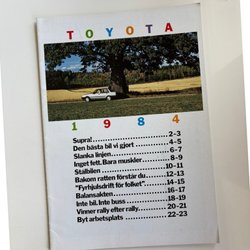 TOYOTA
1984
Supra! 2-3
Den bästa bil vi gjort 4-5
Slanka linjen 6-7
Inget fett. Bara muskler 8-9
Stalbilen 10-11
Bakom ratten förstår du 12-13
"Fyrhjulsdrift för folket" 14-15
Balansakten 16-17
Inte bil. Inte buss 18-19
Vinner rally efter rally 20-21
Byt arbetsplats 22-23